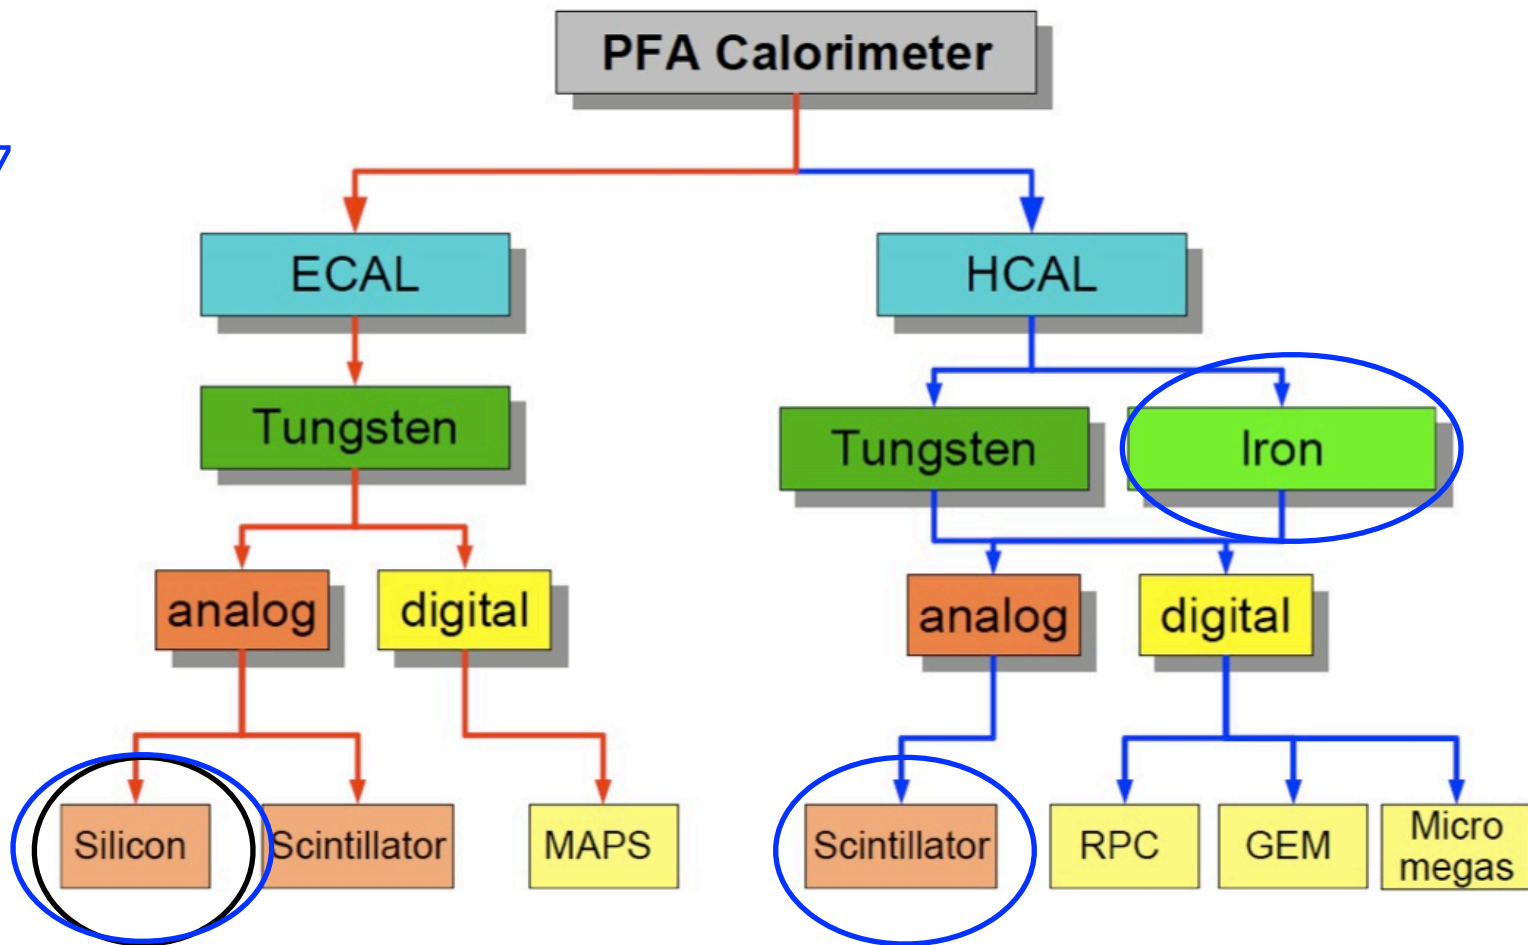 PFA Calorimeter
7
ECAL
HCAL
Tungsten
Tungsten
Iron
analog
digital
analog
digital
Silicon
Scintillator
MAPS
Scintillator
RPC
GEM
Micro
megas